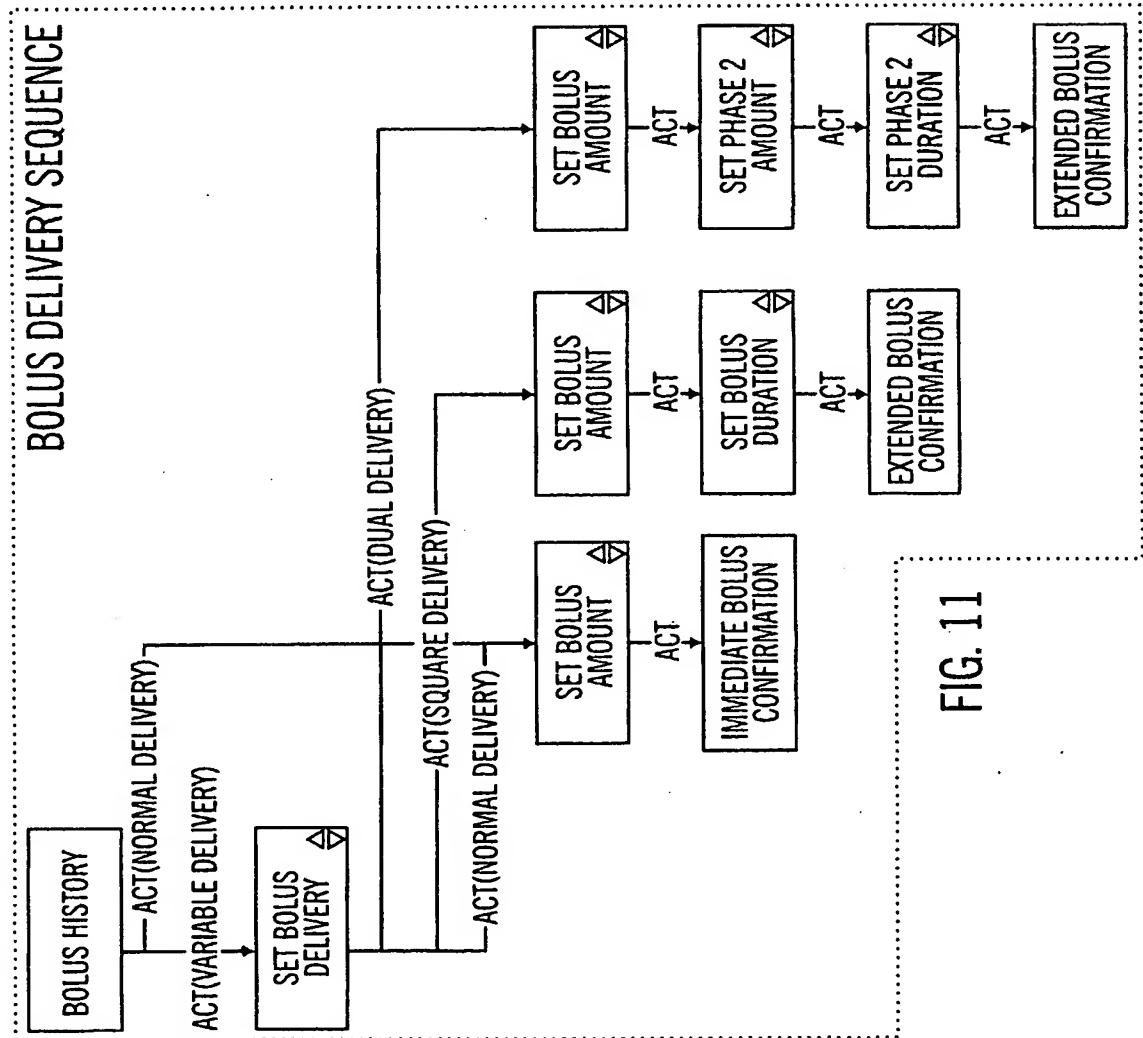 BOLUS DELIVERY SEQUENCE
BOLUS HISTORY
ACT(NORMAL DELIVERY)
ACT(VARIABLE DELIVERY)
SET BOLUS
DELIVERY
ACT(DUAL DELIVERY)
ACT(SQUARE DELIVERY)
ACT(NORMAL DELIVERY)
SET BOLUS
AMOUNT
ACT
IMMEDIATE BOLUS
CONFIRMATION
SET BOLUS
AMOUNT
ACT
SET BOLUS
DURATION
ACT
EXTENDED BOLUS
CONFIRMATION
SET BOLUS
AMOUNT
ACT
SET PHASE 2
AMOUNT
ACT
SET PHASE 2
DURATION
ACT
EXTENDED BOLUS
CONFIRMATION
FIG. 11